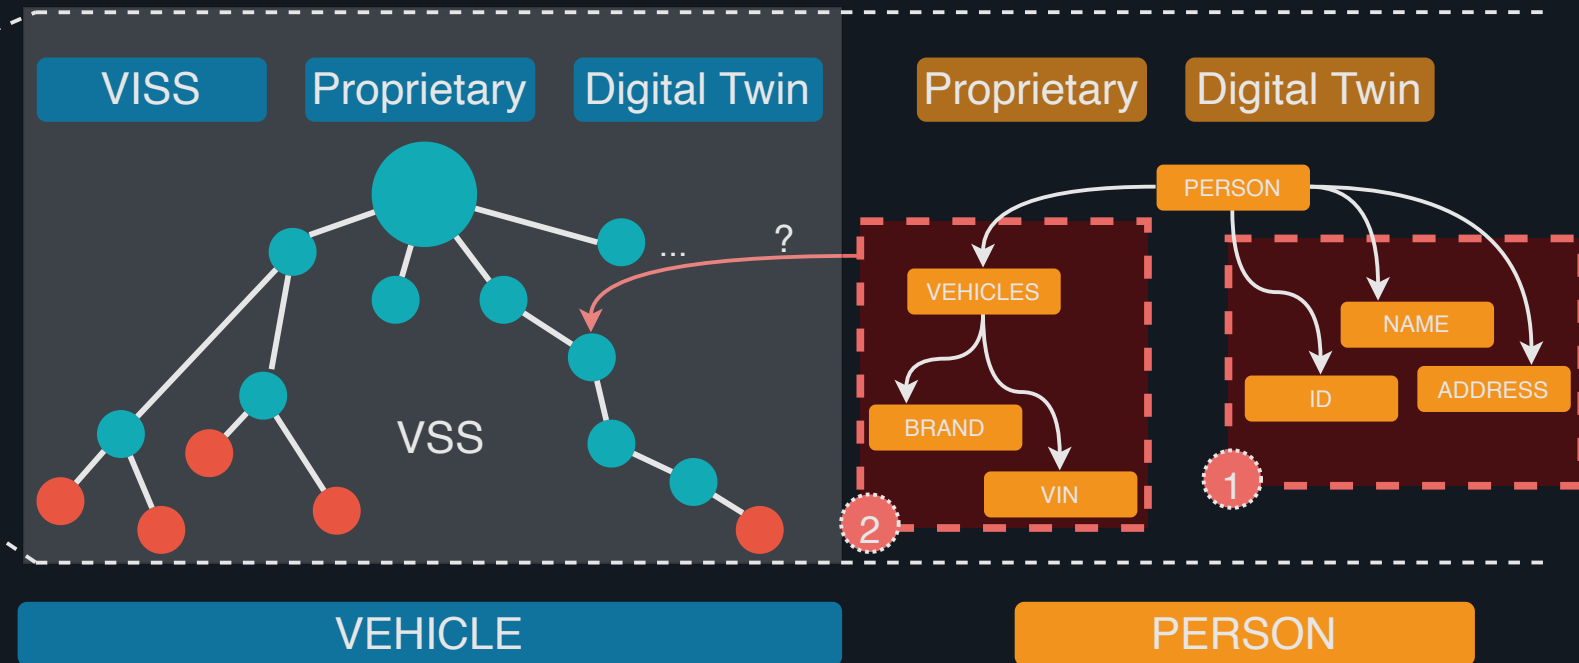 VISS
Proprietary
Digital Twin
Proprietary
Digital Twin
PERSON
...
?
VEHICLES
NAME
ID
ADDRESS
BRAND
VSS
VIN
1
2
VEHICLE
PERSON